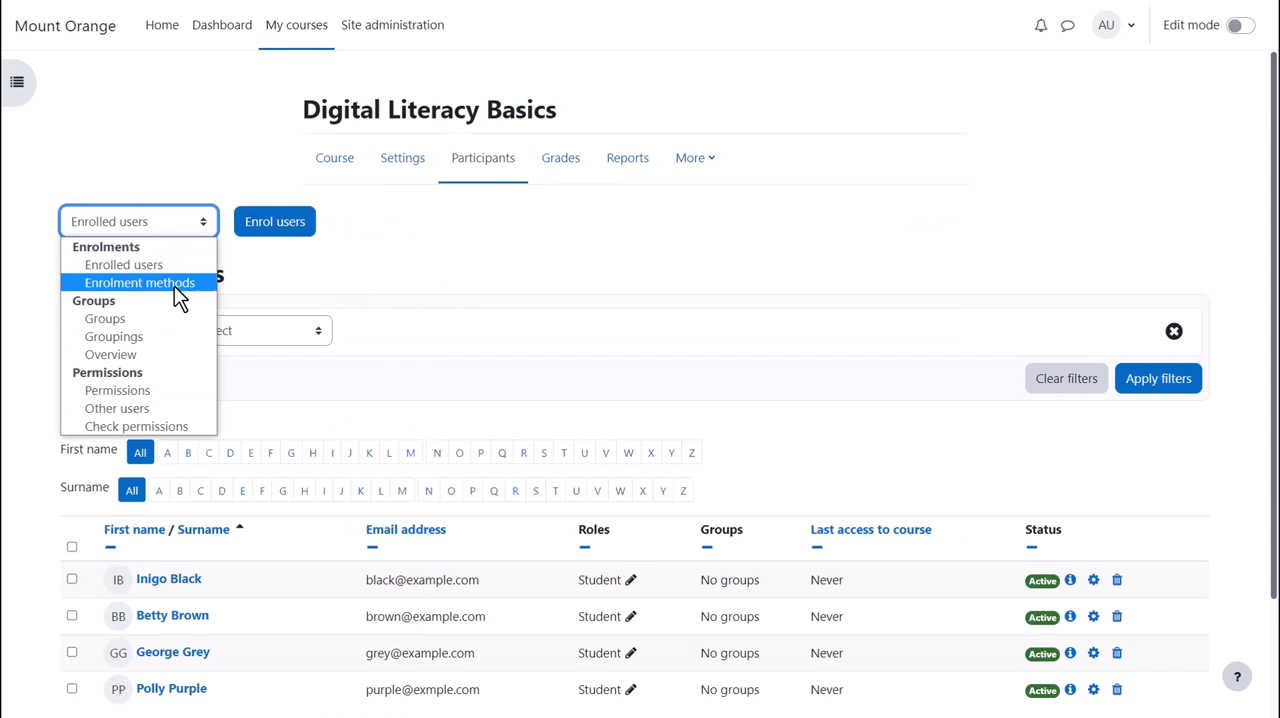 Mount Orange Home Dashboard My courses Site administration AU Edit mode
Digital Literacy Basics
Course Settings Participants Grades Reports More
Enrolled users Enrol users
Enrolments
Enrolled users
Enrolment methods
Groups
Groups
Groupings
Overview
Permissions
Permissions
Other users
Check permissions
Clear filters Apply filters
First name All A B C D E F G H I J K L M N O P Q R S T U V W X Y Z
Surname All A B C D E F G H I J K L M N O P Q R S T U V W X Y Z
First name / Surname Email address Roles Groups Last access to course Status
IB Inigo Black black@example.com Student No groups Never Active
BB Betty Brown brown@example.com Student No groups Never Active
GG George Grey grey@example.com Student No groups Never Active
PP Polly Purple purple@exmple.com Student No groups Never Active
?